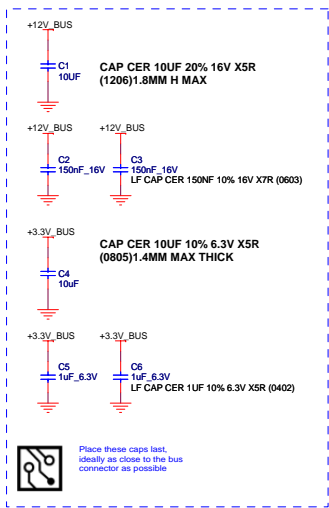 +12V_BUS
C1
10UF
CAP CER 10UF 20% 16V X5R
(1206)1.8MM H MAX
+12V_BUS
+12V_BUS
C2
150nF_16V
C3
150nF_16V
LF CAP CER 150NF 10% 16V X7R (0603)
+3.3V_BUS
CAP CER 10UF 10% 6.3V X5R
(0805)1.4MM MAX THICK
C4
10uF
+3.3V_BUS
+3.3V_BUS
C5
1uF_6.3V
C6
1uF_6.3V
LF CAP CER 1UF 10% 6.3V X5R (0402)
Place these caps last,
ideally as close to the bus
connector as possible